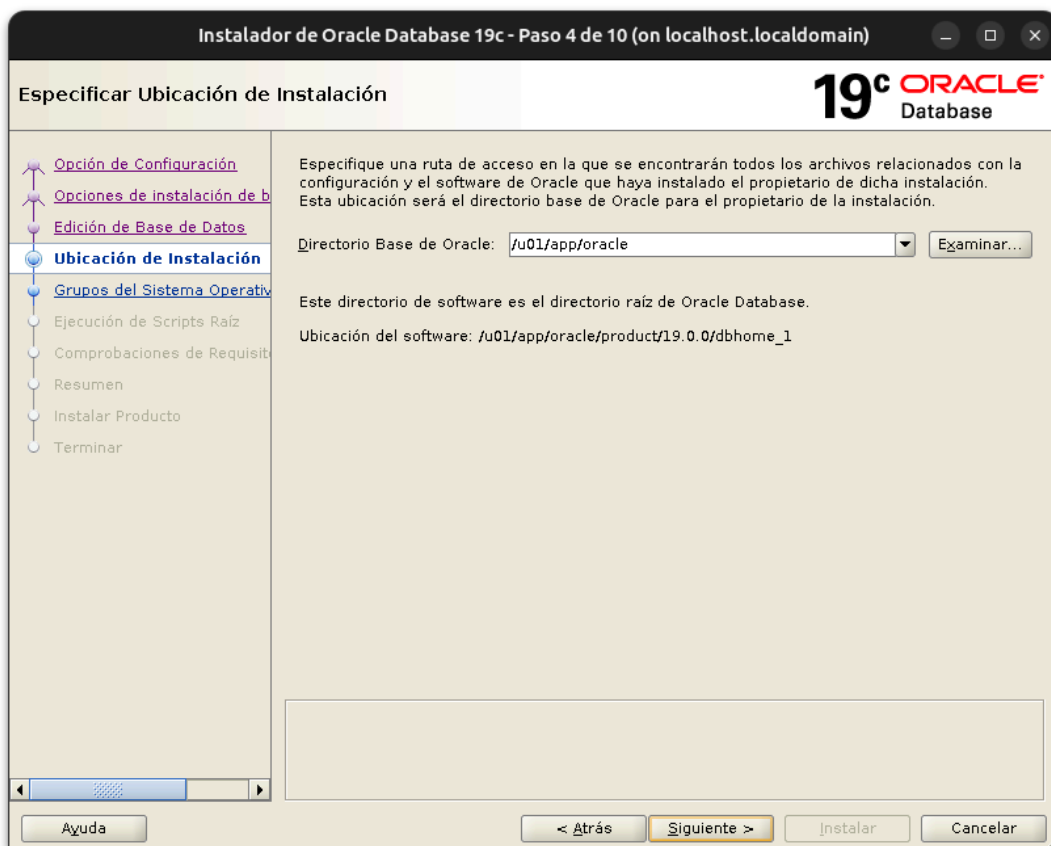 Instalador de Oracle Database 19c - Paso 4 de 10 (on localhost.localdomain)
Especificar Ubicación de Instalación
19c ORACLE
Database
Opción de Configuración
Opciones de instalación de b
Edición de Base de Datos
Ubicación de Instalación
Grupos del Sistema Operativ
Ejecución de Scripts Raíz
Comprobaciones de Requisit
Resumen
Instalar Producto
Terminar
Especifique una ruta de acceso en la que se encontrarán todos los archivos relacionados con la
configuración y el software de Oracle que haya instalado el propietario de dicha instalación.
Esta ubicación será el directorio base de Oracle para el propietario de la instalación.
Directorio Base de Oracle: /u01/app/oracle Examinar...
Este directorio de software es el directorio raíz de Oracle Database.
Ubicación del software: /u01/app/oracle/product/19.0.0/dbhome_1
Ayuda < Atrás Siguiente > Instalar Cancelar